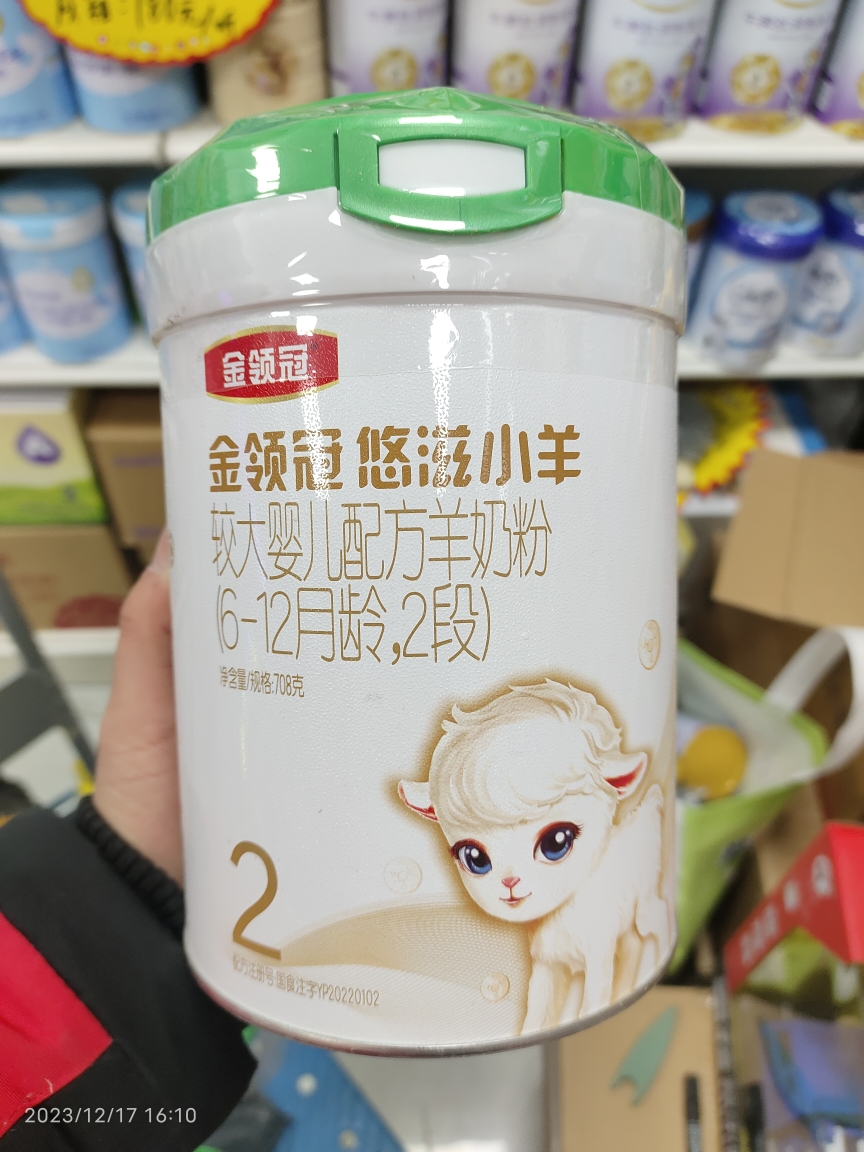 金领冠
金领冠 悠滋小羊
较大婴儿配方羊奶粉
(6-12月龄,2段)
净含量/规格:708克
2
配方注册号:国食注字YP20220102
2023/12/17 16:10